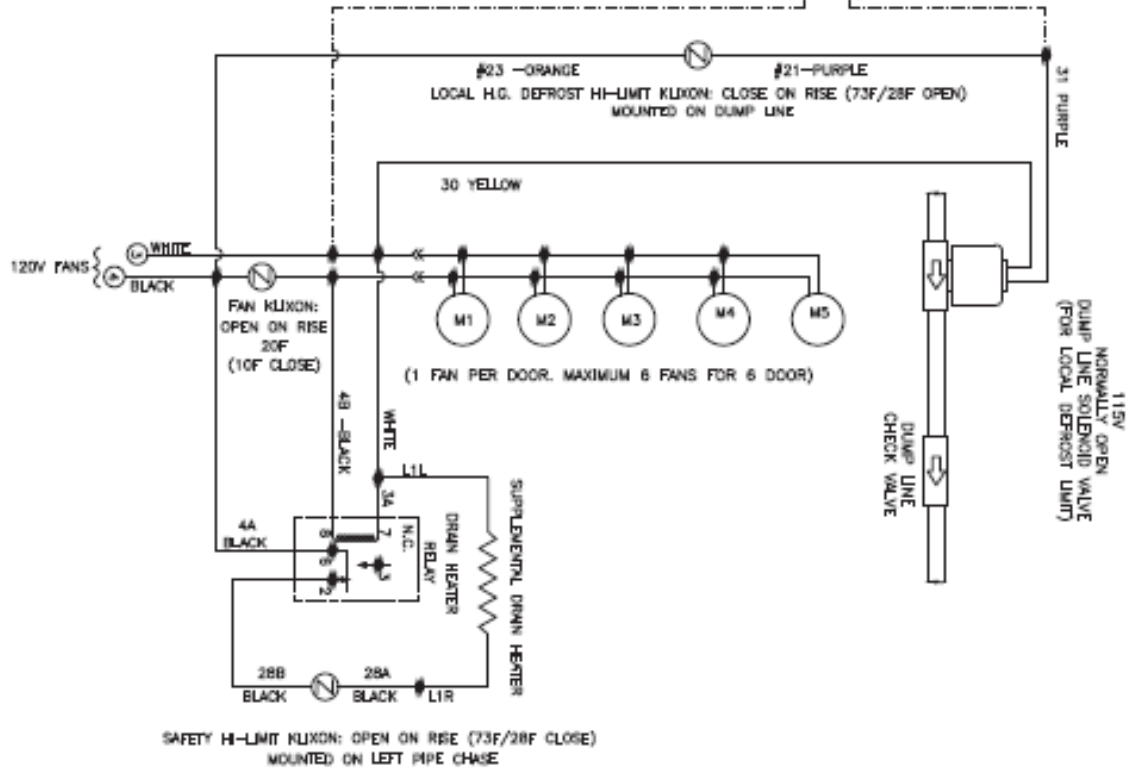 #23 -ORANGE
#21-PURPLE
LOCAL H.G. DEFROST HI-LIMIT KLIXON: CLOSE ON RISE (73F/28F OPEN)
MOUNTED ON DUMP LINE
31 PURPLE
30 YELLOW
120V FANS
3
WHITE
4
BLACK
FAN KLIXON:
OPEN ON RISE
20F
(10F CLOSE)
M1
M2
M3
M4
M5
(1 FAN PER DOOR. MAXIMUM 6 FANS FOR 6 DOOR)
115V
NORMALLY OPEN
DUMP LINE SOLENOID VALVE
(FOR LOCAL DEFROST LIMIT)
DUMP LINE
CHECK VALVE
4B -BLACK
WHITE
L1L
3A
SUPPLEMENTAL DRAIN HEATER
4A
BLACK
8
7
N.C.
DRAIN HEATER
RELAY
2
28B
BLACK
28A
BLACK
L1R
SAFETY HI-LIMIT KLIXON: OPEN ON RISE (73F/28F CLOSE)
MOUNTED ON LEFT PIPE CHASE